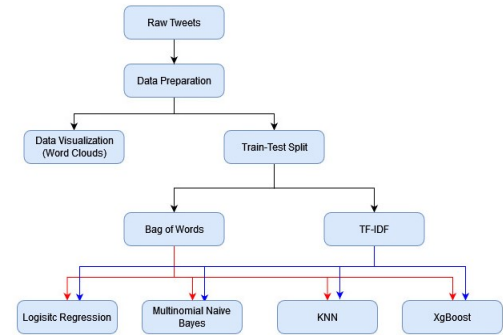 Raw Tweets
Data Preparation
Data Visualization
(Word Clouds)
Train-Test Split
Bag of Words
TF-IDF
Logisitc Regression
Multinomial Naive
Bayes
KNN
XgBoost